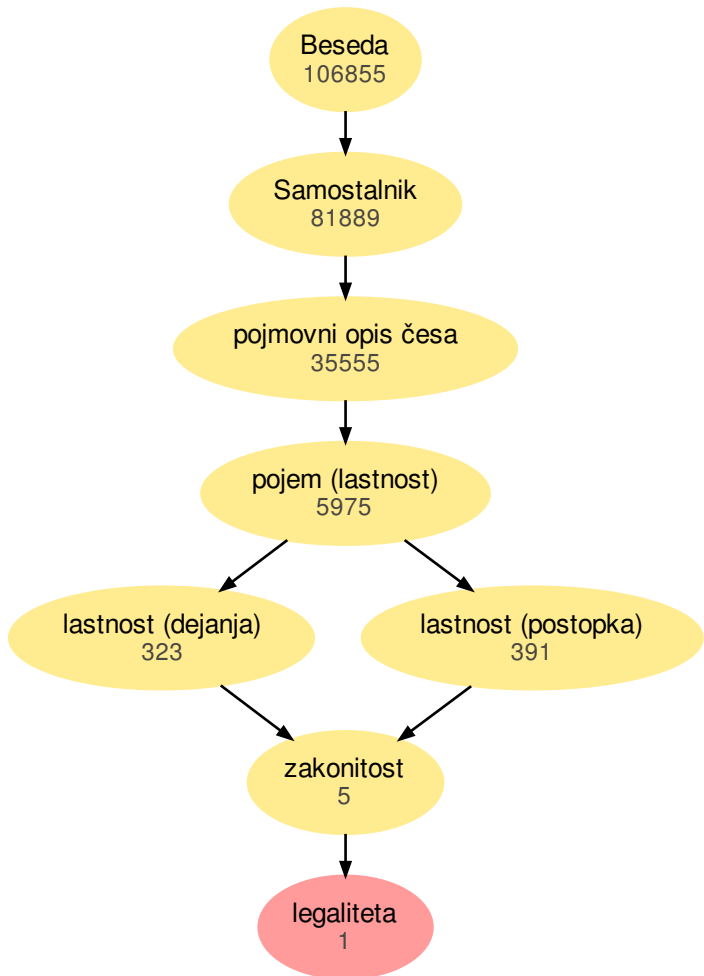 Beseda
106855
Samostalnik
81889
pojmovni opis česa
35555
pojem (lastnost)
5975
lastnost (dejanja)
323
lastnost (postopka)
391
zakonitost
5
legaliteta
1